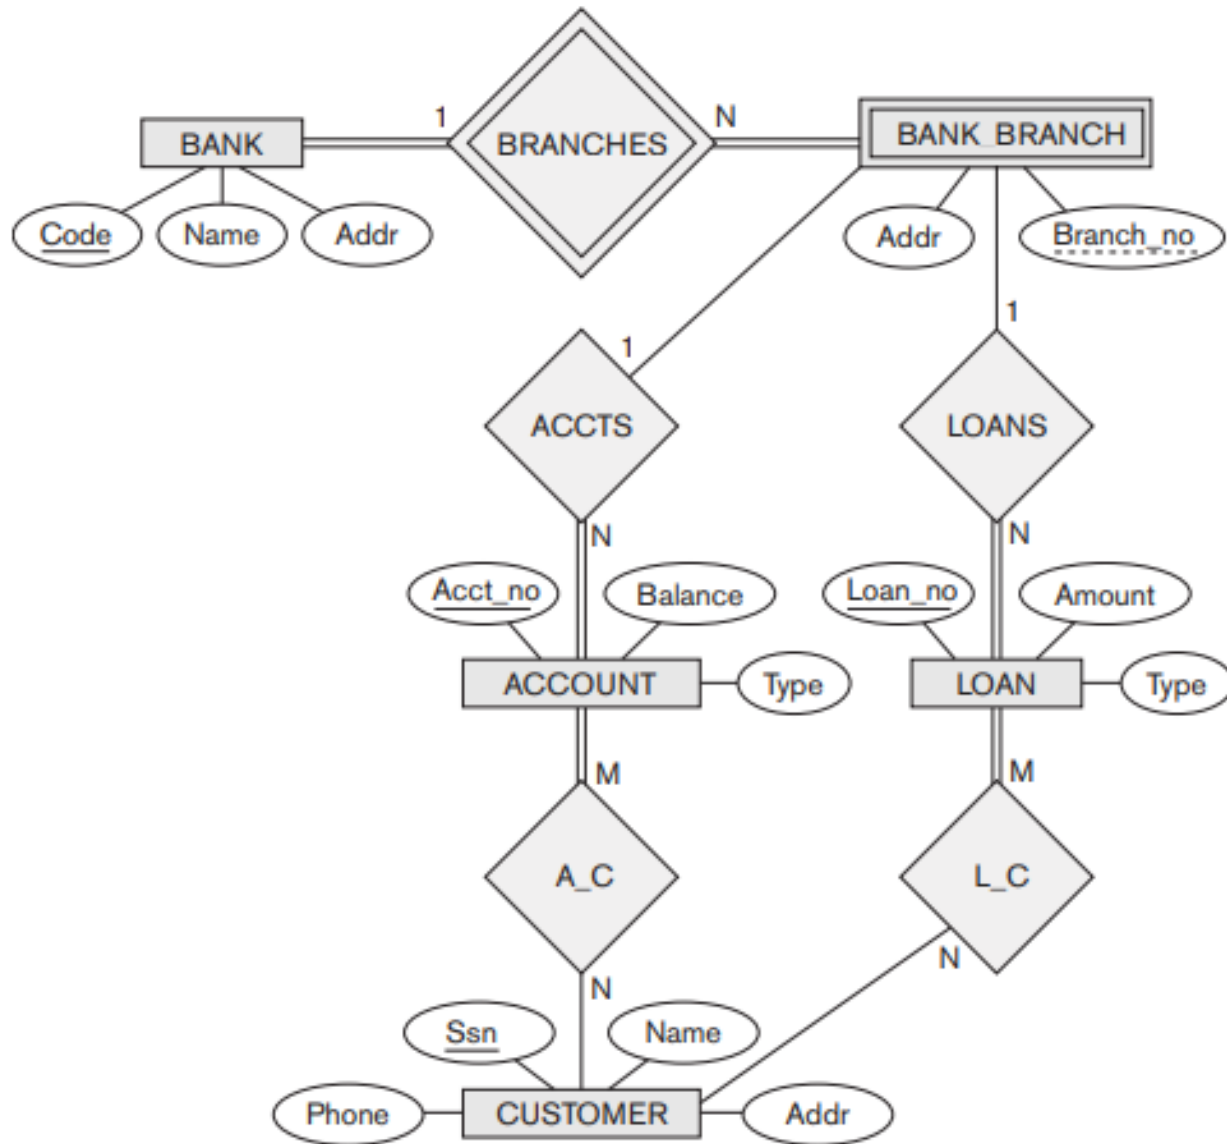 1
N
BANK
BRANCHES
BANK_BRANCH
Code
Name
Addr
Addr
Branch_no
1
1
ACCTS
LOANS
N
N
Acct_no
Balance
Loan_no
Amount
ACCOUNT
Type
LOAN
Type
M
M
A_C
L_C
N
N
Ssn
Name
Phone
CUSTOMER
Addr